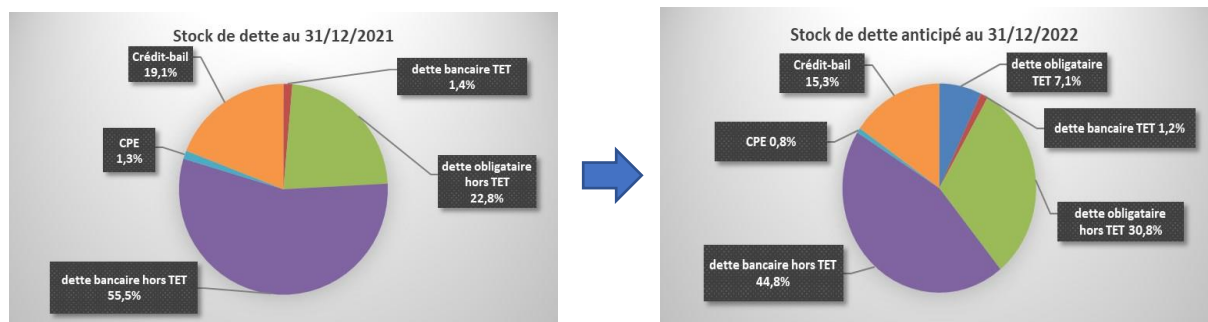 Stock de dette au 31/12/2021
Crédit-bail
19,1%
dette bancaire TET
1,4%
CPE
1,3%
dette obligataire
hors TET
22,8%
dette bancaire hors TET
55,5%
Stock de dette anticipé au 31/12/2022
Crédit-bail
15,3%
dette obligataire
TET 7,1%
dette bancaire TET 1,2%
CPE 0,8%
dette obligataire
hors TET 30,8%
dette bancaire hors TET
44,8%